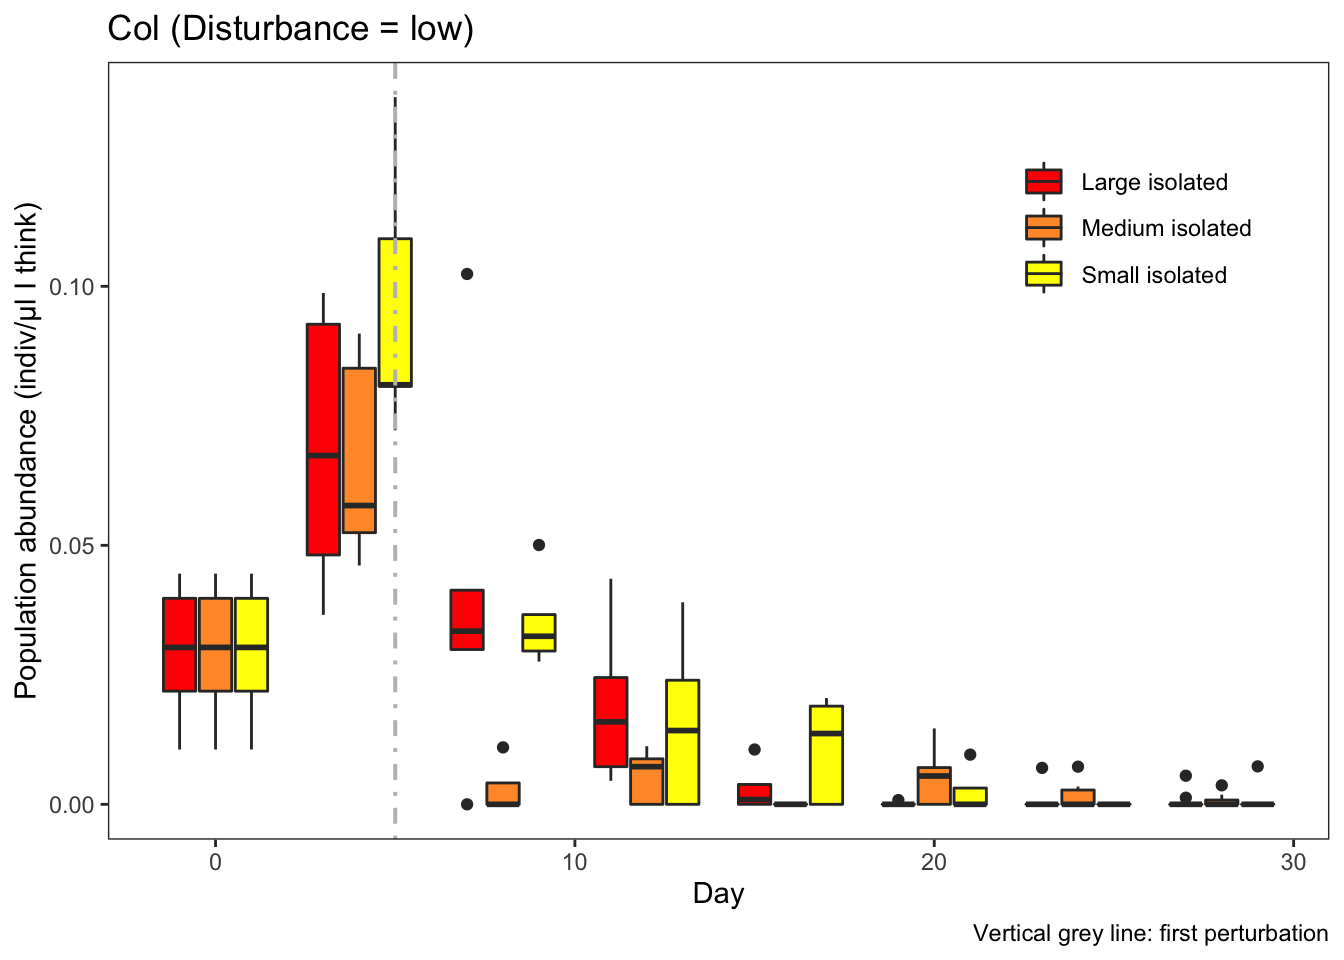 Col (Disturbance = low)
Population abundance (indiv/µl I think)
0.10
0.05
0.00
Large isolated
Medium isolated
Small isolated
0
10
20
30
Day
Vertical grey line: first perturbation